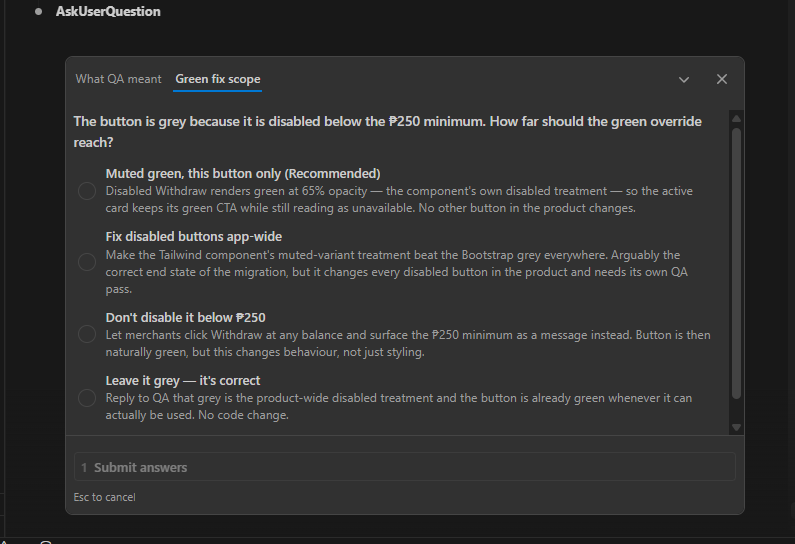 AskUserQuestion
What QA meant Green fix scope
The button is grey because it is disabled below the ₱250 minimum. How far should the green override
reach?
Muted green, this button only (Recommended)
Disabled Withdraw renders green at 65% opacity — the component's own disabled treatment — so the active
card keeps its green CTA while still reading as unavailable. No other button in the product changes.
Fix disabled buttons app-wide
Make the Tailwind component's muted-variant treatment beat the Bootstrap grey everywhere. Arguably the
correct end state of the migration, but it changes every disabled button in the product and needs its own QA
pass.
Don't disable it below ₱250
Let merchants click Withdraw at any balance and surface the ₱250 minimum as a message instead. Button is then
naturally green, but this changes behaviour, not just styling.
Leave it grey — it's correct
Reply to QA that grey is the product-wide disabled treatment and the button is already green whenever it can
actually be used. No code change.
1 Submit answers
Esc to cancel